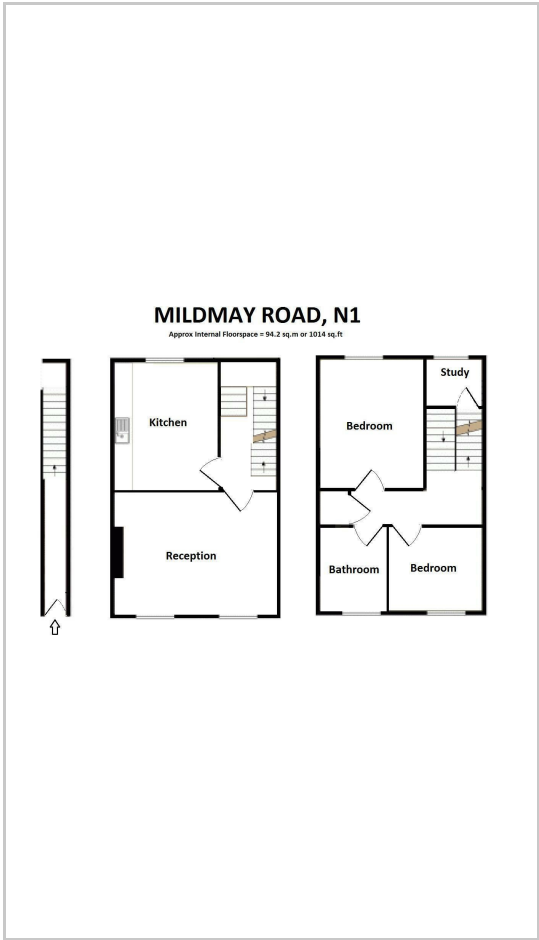 MILDMAY ROAD, N1
Approx Internal Floorspace = 94.2 sq.m or 1014 sq.ft
Kitchen
Reception
Study
Bedroom
Bathroom
Bedroom